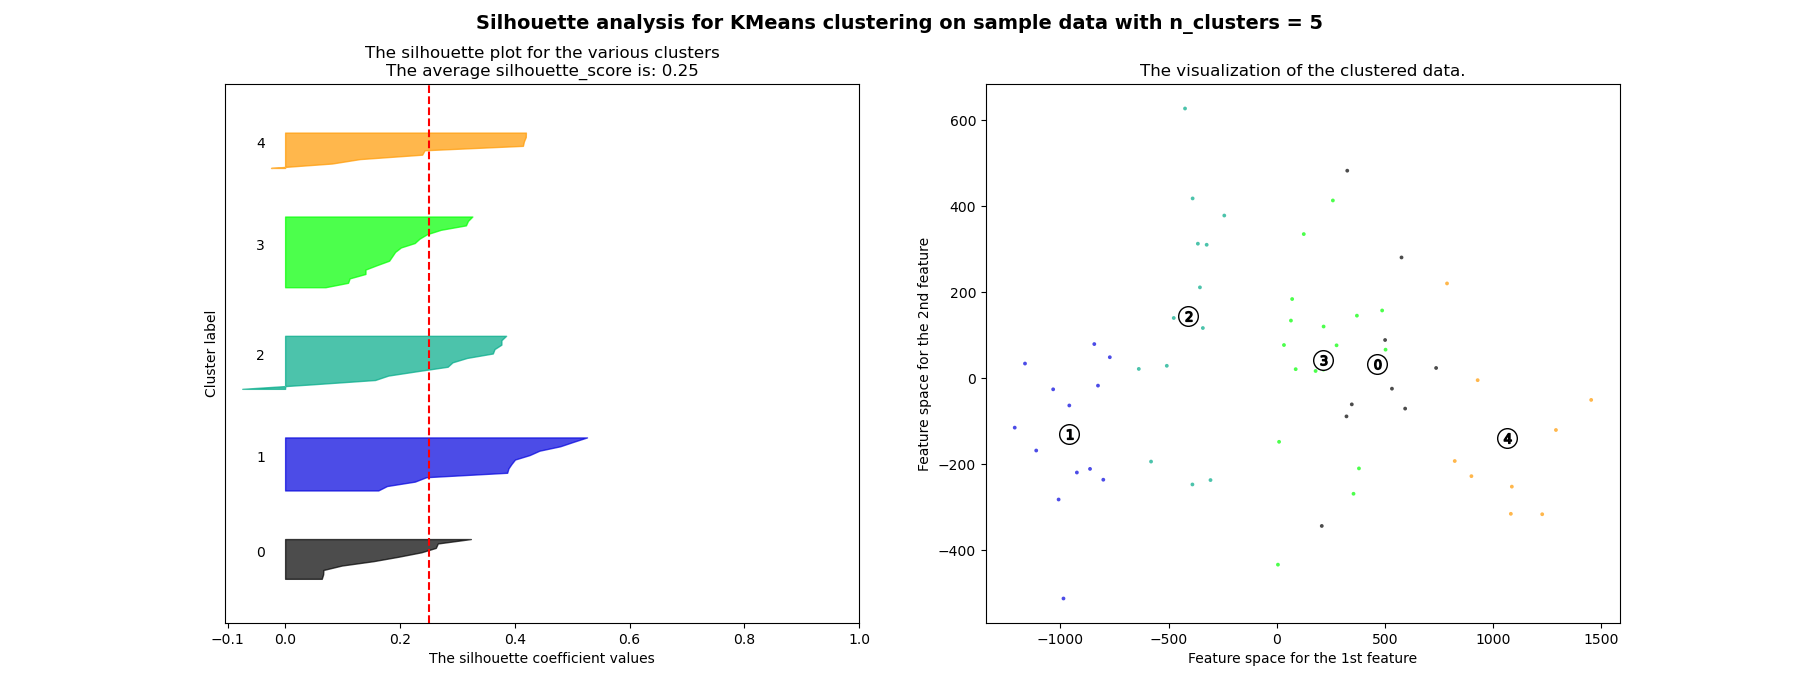 Silhouette analysis for KMeans clustering on sample data with n_clusters = 5
The silhouette plot for the various clusters
The average silhouette_score is: 0.25
Cluster label
4
3
2
1
0
−0.1 0.0 0.2 0.4 0.6 0.8 1.0
The silhouette coefficient values
The visualization of the clustered data.
Feature space for the 2nd feature
600
400
200
0
−200
−400
2
3
0
1
4
−1000 −500 0 500 1000 1500
Feature space for the 1st feature